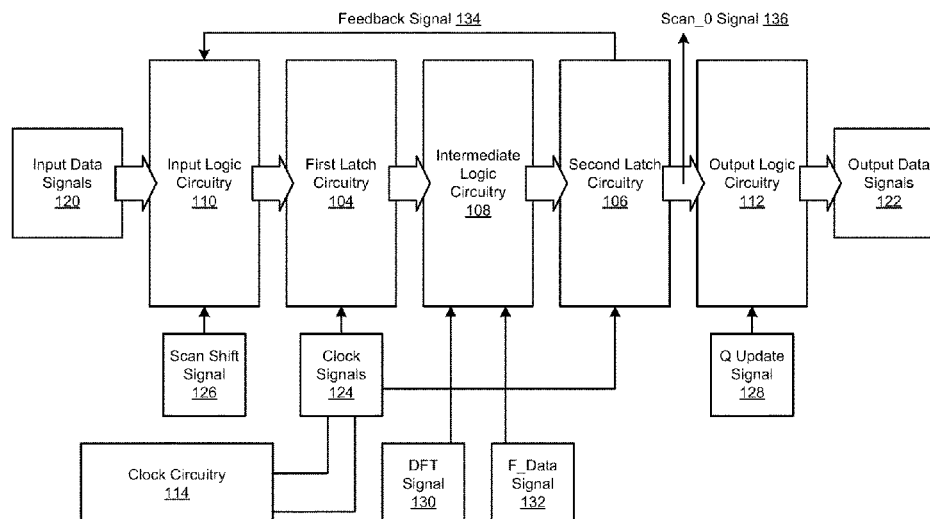 Feedback Signal 134
Scan_0 Signal 136
Input Data
Signals
120
Input Logic
Circuitry
110
First Latch
Circuitry
104
Intermediate
Logic
Circuitry
108
Second Latch
Circuitry
106
Output Logic
Circuitry
112
Output Data
Signals
122
Scan Shift
Signal
126
Clock
Signals
124
Q Update
Signal
128
Clock Circuitry
114
DFT
Signal
130
F_Data
Signal
132